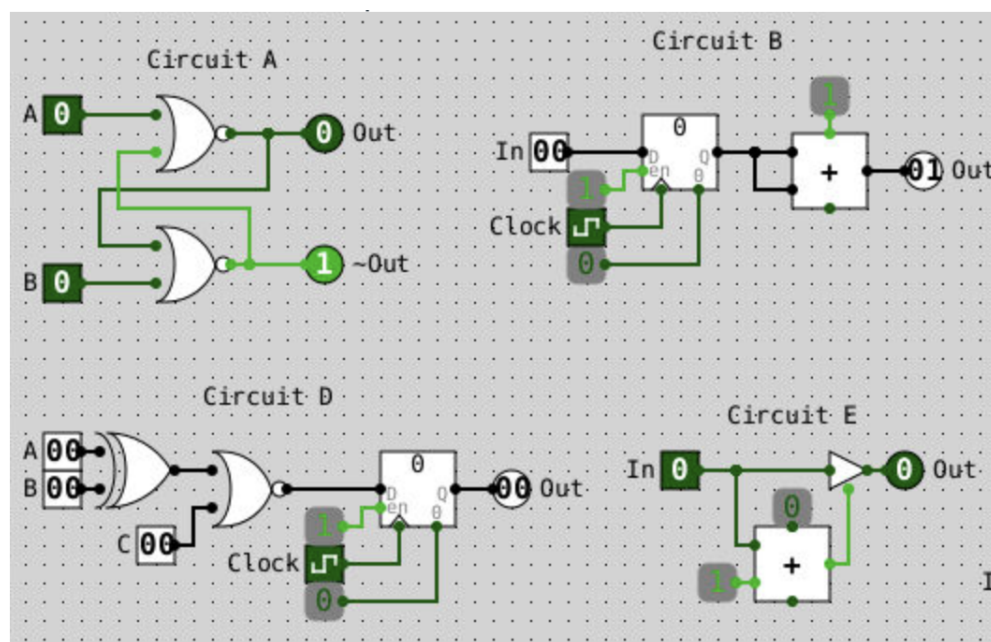 Circuit A
A 0
0 Out
B 0
1 ~Out
Circuit B
1
In 00
0
D Q
en 0
1
+
01 Out
Clock
0
Circuit D
A 00
B 00
C 00
0
D Q
en 0
1
Clock
0
00 Out
Circuit E
In 0
0 Out
0
1
+
I